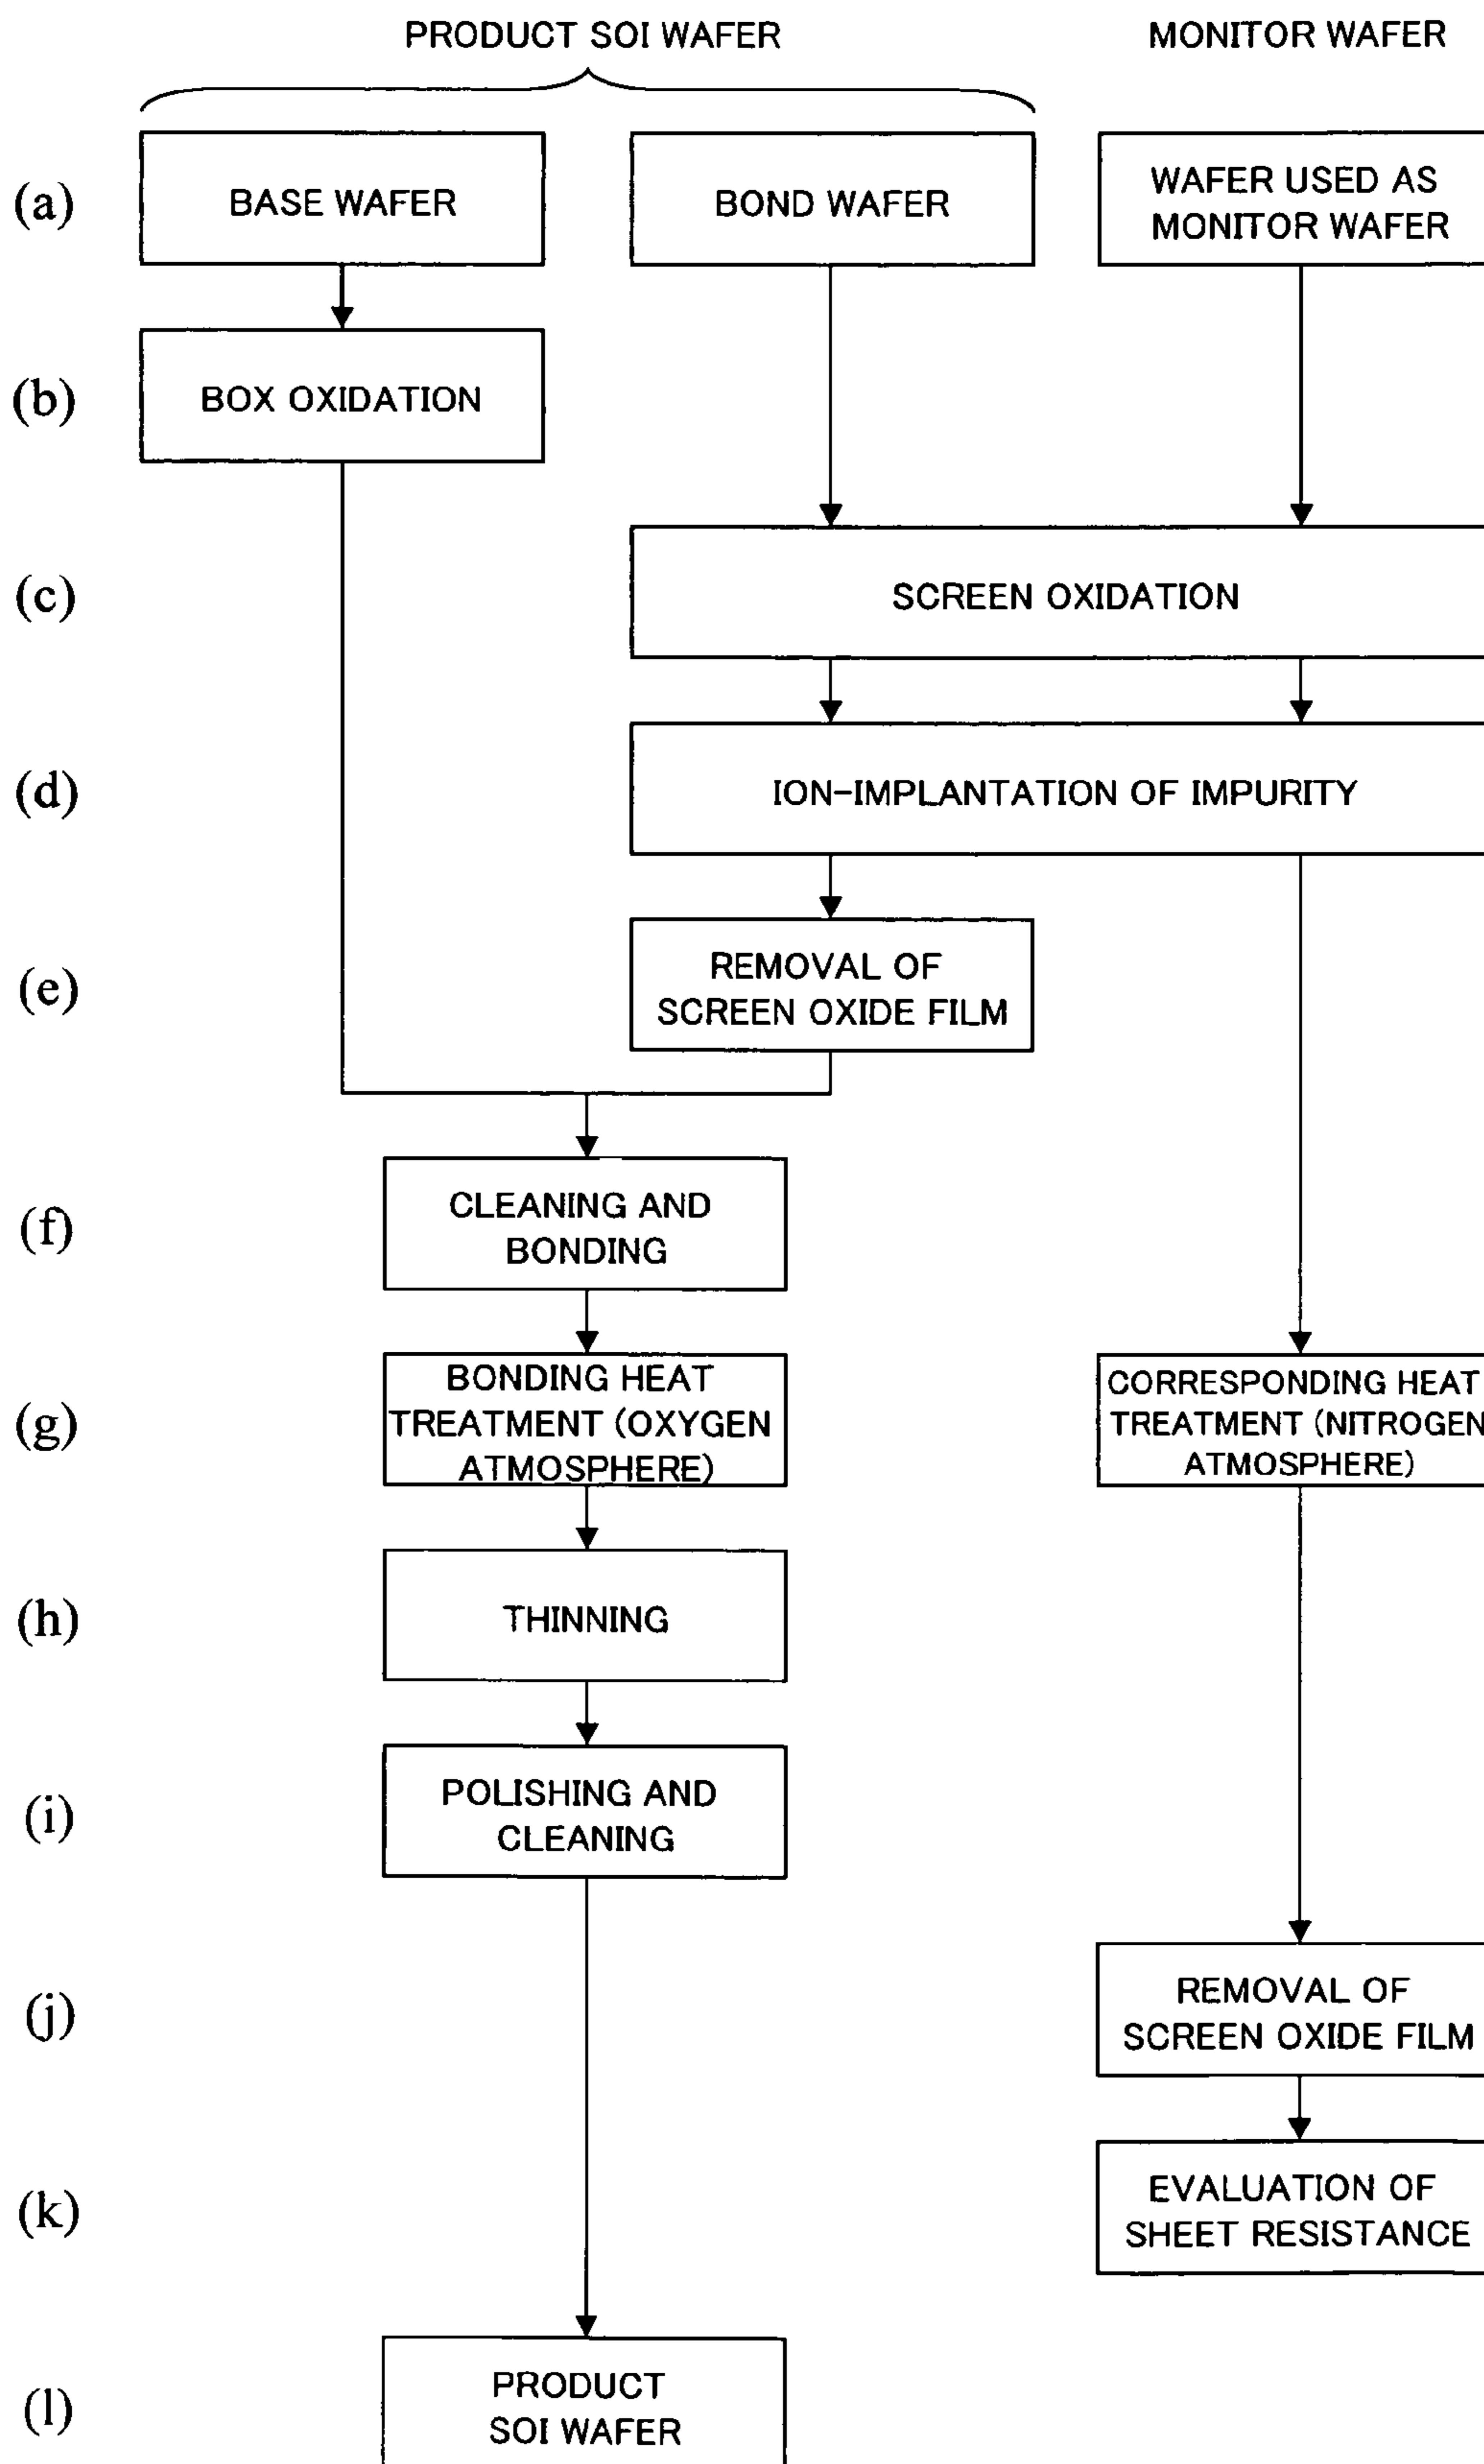 PRODUCT SOI WAFER
MONITOR WAFER
(a)
BASE WAFER
BOND WAFER
WAFER USED AS
MONITOR WAFER
(b)
BOX OXIDATION
(c)
SCREEN OXIDATION
(d)
ION-IMPLANTATION OF IMPURITY
(e)
REMOVAL OF
SCREEN OXIDE FILM
(f)
CLEANING AND
BONDING
(g)
BONDING HEAT
TREATMENT (OXYGEN
ATMOSPHERE)
CORRESPONDING HEAT
TREATMENT (NITROGEN
ATMOSPHERE)
(h)
THINNING
(i)
POLISHING AND
CLEANING
(j)
REMOVAL OF
SCREEN OXIDE FILM
(k)
EVALUATION OF
SHEET RESISTANCE
(l)
PRODUCT
SOI WAFER